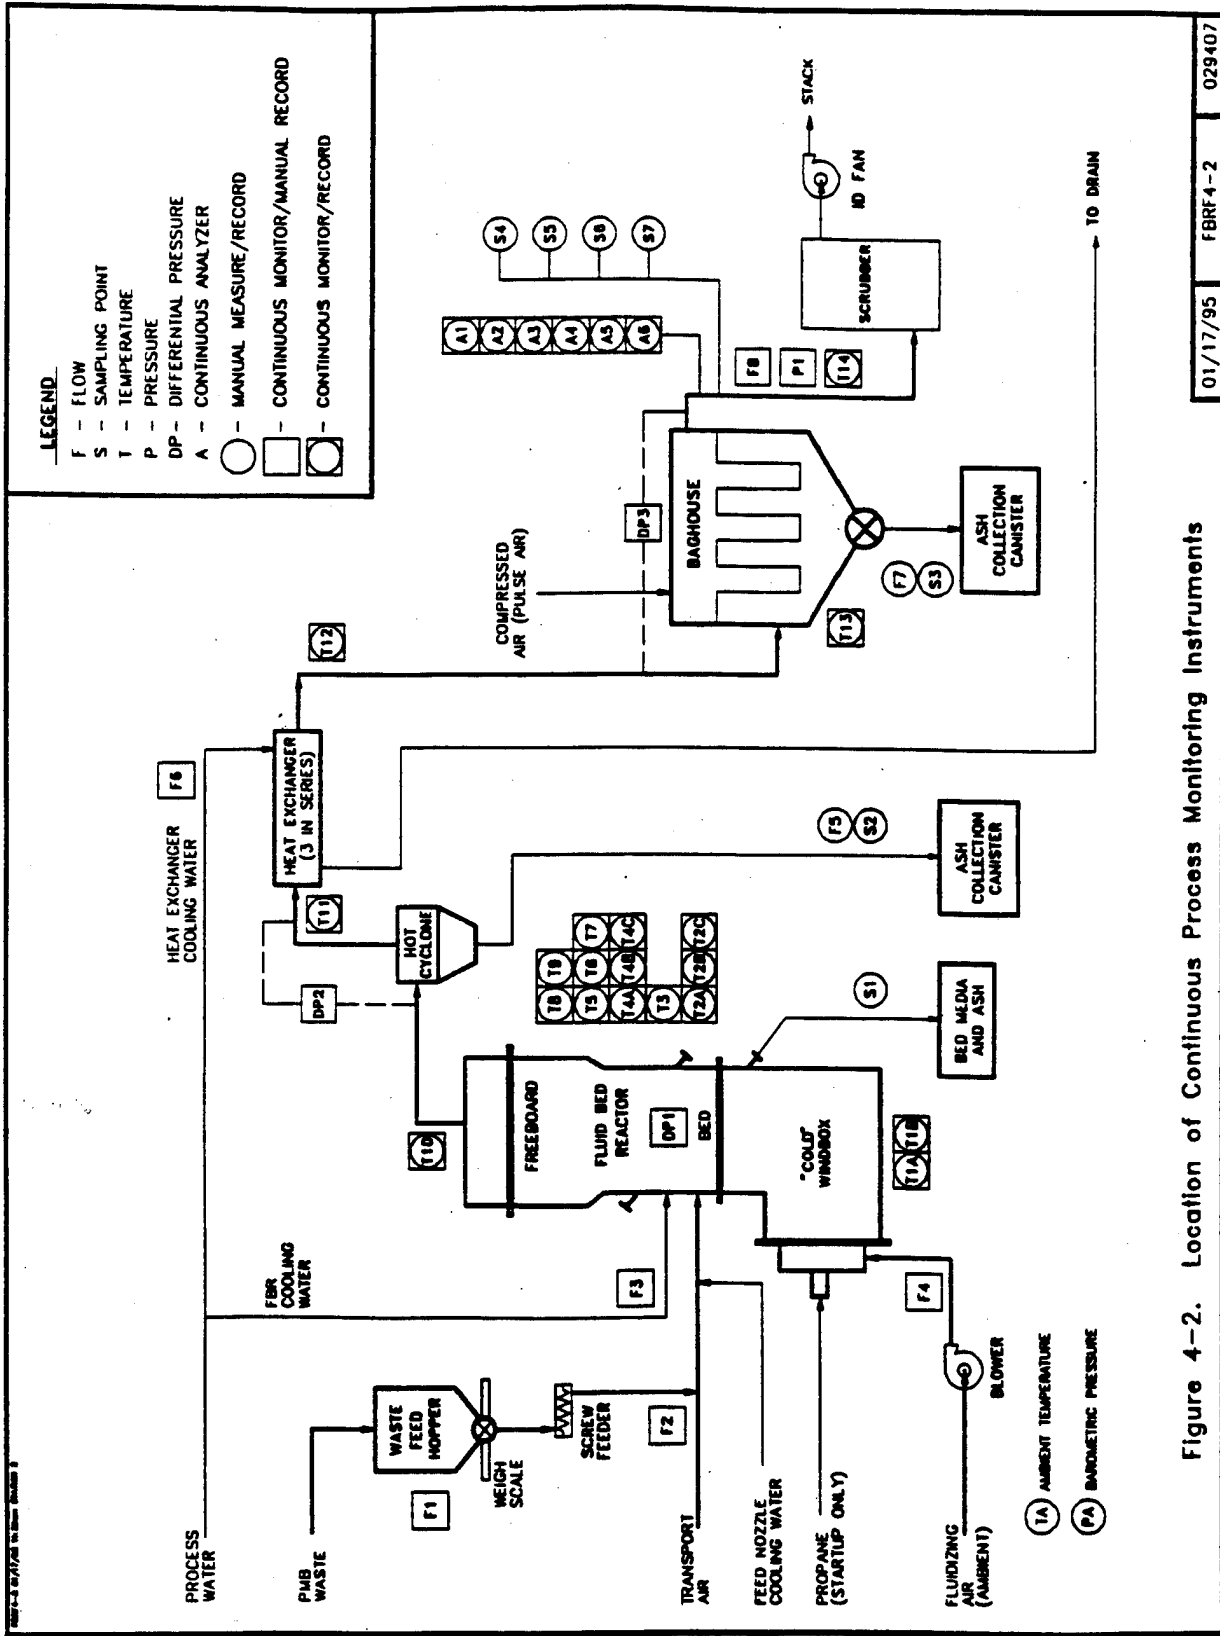 LEGEND
F - FLOW
S - SAMPLING POINT
T - TEMPERATURE
P - PRESSURE
DP - DIFFERENTIAL PRESSURE
A - CONTINUOUS ANALYZER
- MANUAL MEASURE/RECORD
- CONTINUOUS MONITOR/MANUAL RECORD
- CONTINUOUS MONITOR/RECORD
PROCESS
WATER
PMB
WASTE
F1
WASTE
FEED
HOPPER
WEIGH
SCALE
SCREW
FEEDER
F2
TRANSPORT
AIR
FEED NOZZLE
COOLING WATER
PROPANE
(STARTUP ONLY)
FLUIDIZING
AIR
(AMBIENT)
BLOWER
F4
TA AMBIENT TEMPERATURE
PA BAROMETRIC PRESSURE
FBR
COOLING
WATER
F3
T10
FREEBOARD
FLUID BED
REACTOR
DP1
BED
"COLD"
WINDBOX
T1A T1B
T8 T9
T5 T6 T7
T4A T4B T4C
T3
T2A T2B T2C
S1
BED MEDIA
AND ASH
DP2
HOT
CYCLONE
T11
HEAT EXCHANGER
COOLING WATER
F6
HEAT EXCHANGER
(3 IN SERIES)
T12
F5 S2
ASH
COLLECTION
CANISTER
COMPRESSED
AIR (PULSE AIR)
DP3
BAGHOUSE
T13
F7 S3
ASH
COLLECTION
CANISTER
A1
A2
A3
A4
A5
A6
S4
S5
S6
S7
F8
P1
T14
SCRUBBER
ID FAN
STACK
TO DRAIN
Figure 4-2. Location of Continuous Process Monitoring Instruments
01/17/95 FBRF4-2 029407